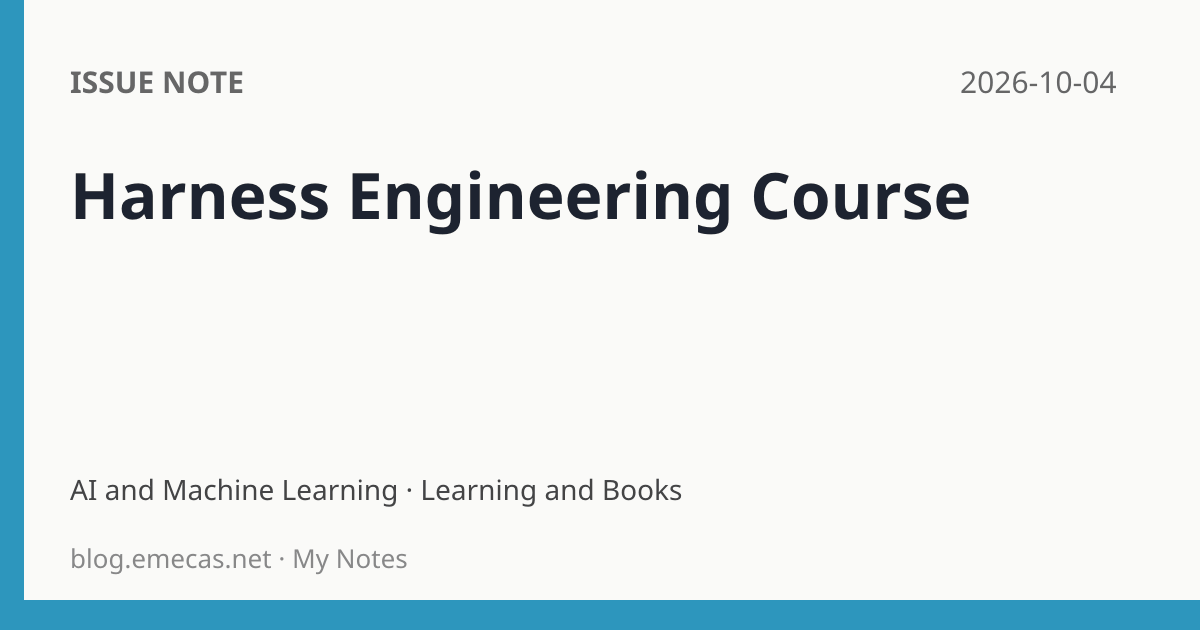 ISSUE NOTE
2026-10-04
Harness Engineering Course
AI and Machine Learning · Learning and Books
blog.emecas.net · My Notes